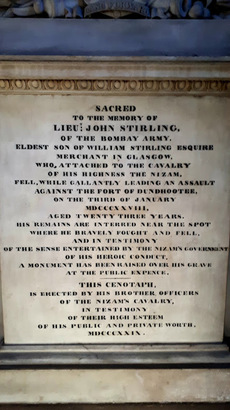 SACRED
TO THE MEMORY OF
LIEUT JOHN STIRLING,
OF THE BOMBAY ARMY,
ELDEST SON OF WILLIAM STIRLING ESQUIRE
MERCHANT IN GLASGOW,
WHO, ATTACHED TO THE CAVALRY
OF HIS HIGHNESS THE NIZAM,
FELL, WHILE GALLANTLY LEADING AN ASSAULT
AGAINST THE FORT OF DUNDHOOTEE,
ON THE THIRD OF JANUARY
MDCCCXXVIII,
AGED TWENTY THREE YEARS.
HIS REMAINS ARE INTERRED NEAR THE SPOT
WHERE HE BRAVELY FOUGHT AND FELL,
AND IN TESTIMONY
OF THE SENSE ENTERTAINED BY THE NIZAM'S GOVERNMENT
OF HIS HEROIC CONDUCT,
A MONUMENT HAS BEEN RAISED OVER HIS GRAVE
AT THE PUBLIC EXPENCE,
THIS CENOTAPH,
IS ERECTED BY HIS BROTHER OFFICERS
OF THE NIZAM'S CAVALRY,
IN TESTIMONY
OF THEIR HIGH ESTEEM
OF HIS PUBLIC AND PRIVATE WORTH,
MDCCCXXIX.